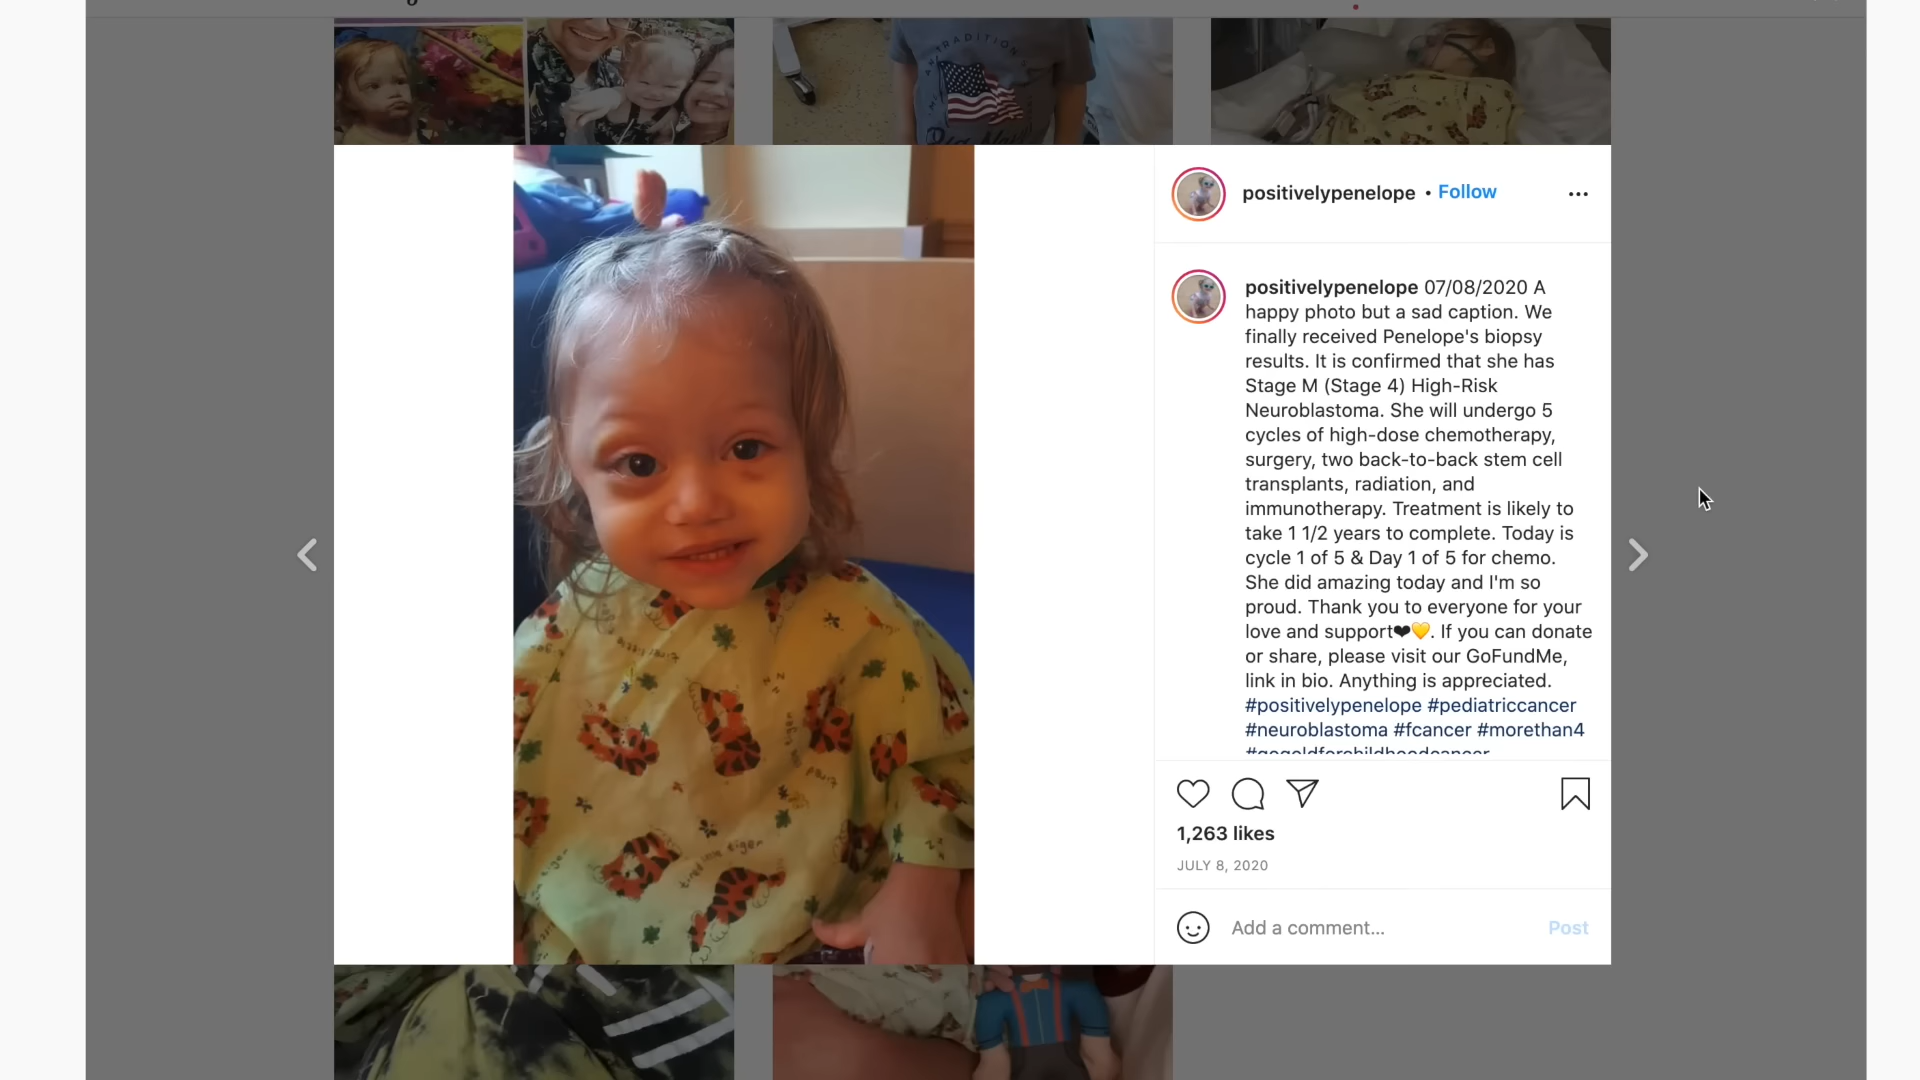 AN TRADITION
positivelypenelope • Follow
positivelypenelope 07/08/2020 A
happy photo but a sad caption. We
finally received Penelope's biopsy
results. It is confirmed that she has
Stage M (Stage 4) High-Risk
Neuroblastoma. She will undergo 5
cycles of high-dose chemotherapy,
surgery, two back-to-back stem cell
transplants, radiation, and
immunotherapy. Treatment is likely to
take 1 1/2 years to complete. Today is
cycle 1 of 5 & Day 1 of 5 for chemo.
She did amazing today and I'm so
proud. Thank you to everyone for your
love and support❤💛. If you can donate
or share, please visit our GoFundMe,
link in bio. Anything is appreciated.
#positivelypenelope #pediatriccancer
#neuroblastoma #fcancer #morethan4
#gogoldforchildhoodcancer
1,263 likes
JULY 8, 2020
Add a comment... Post
tired little tiger